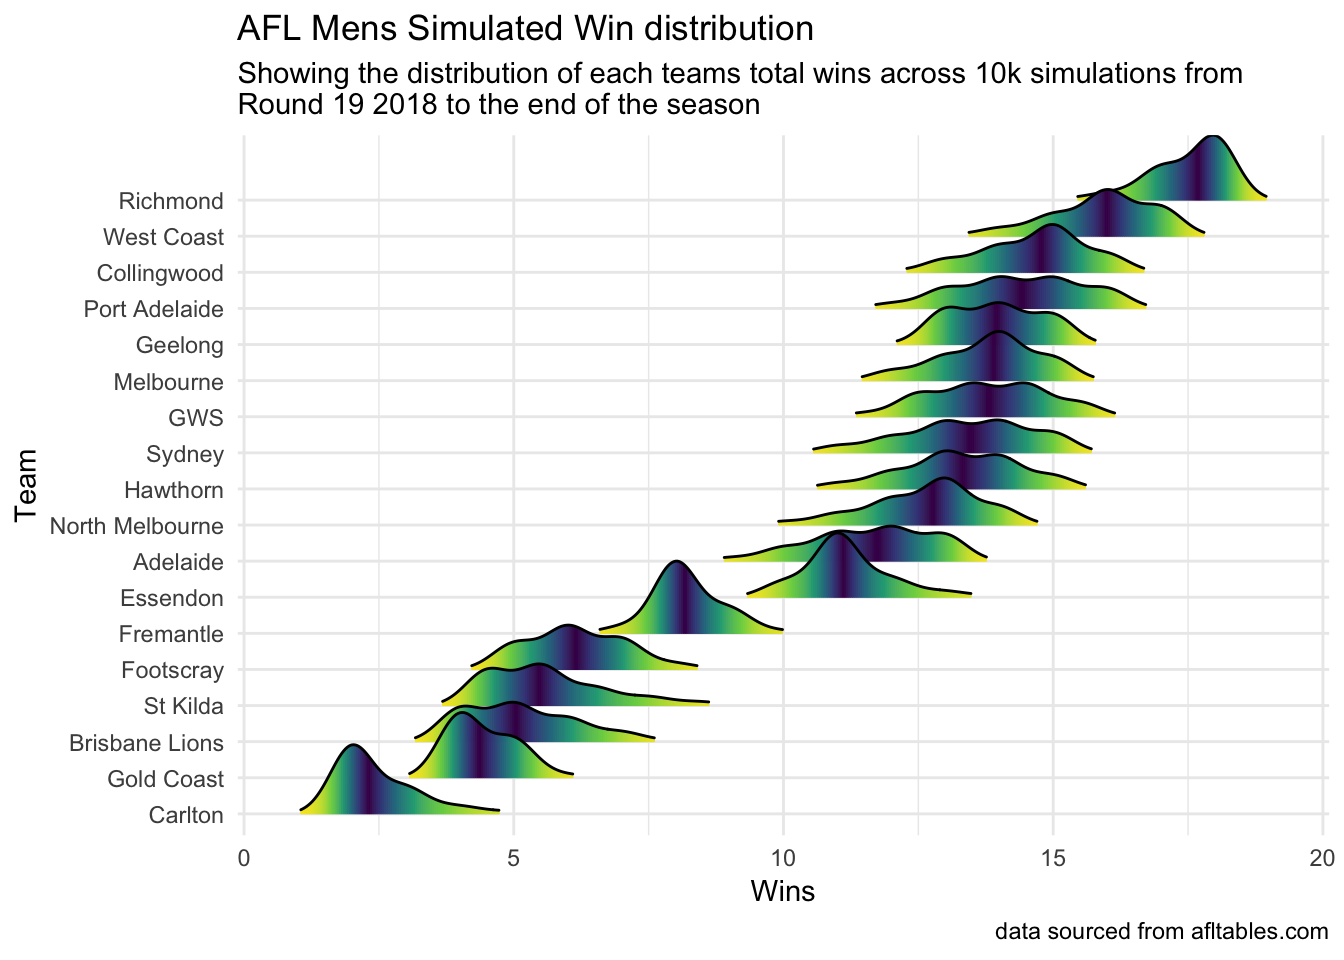 AFL Mens Simulated Win distribution
Showing the distribution of each teams total wins across 10k simulations from
Round 19 2018 to the end of the season
Team
Richmond
West Coast
Collingwood
Port Adelaide
Geelong
Melbourne
GWS
Sydney
Hawthorn
North Melbourne
Adelaide
Essendon
Fremantle
Footscray
St Kilda
Brisbane Lions
Gold Coast
Carlton
0 5 10 15 20
Wins
data sourced from afltables.com